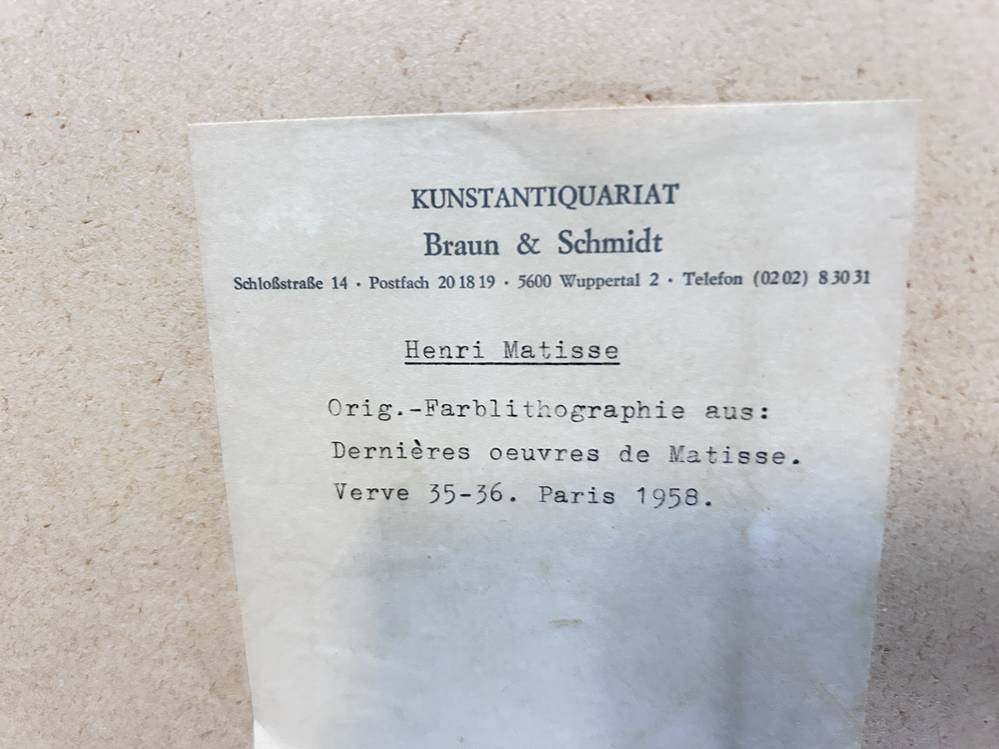 KUNSTANTIQUARIAT
Braun & Schmidt
Schloßstraße 14 · Postfach 20 18 19 · 5600 Wuppertal 2 · Telefon (02 02) 8 30 31
Henri Matisse
Orig.-Farblithographie aus:
Dernières oeuvres de Matisse.
Verve 35-36. Paris 1958.